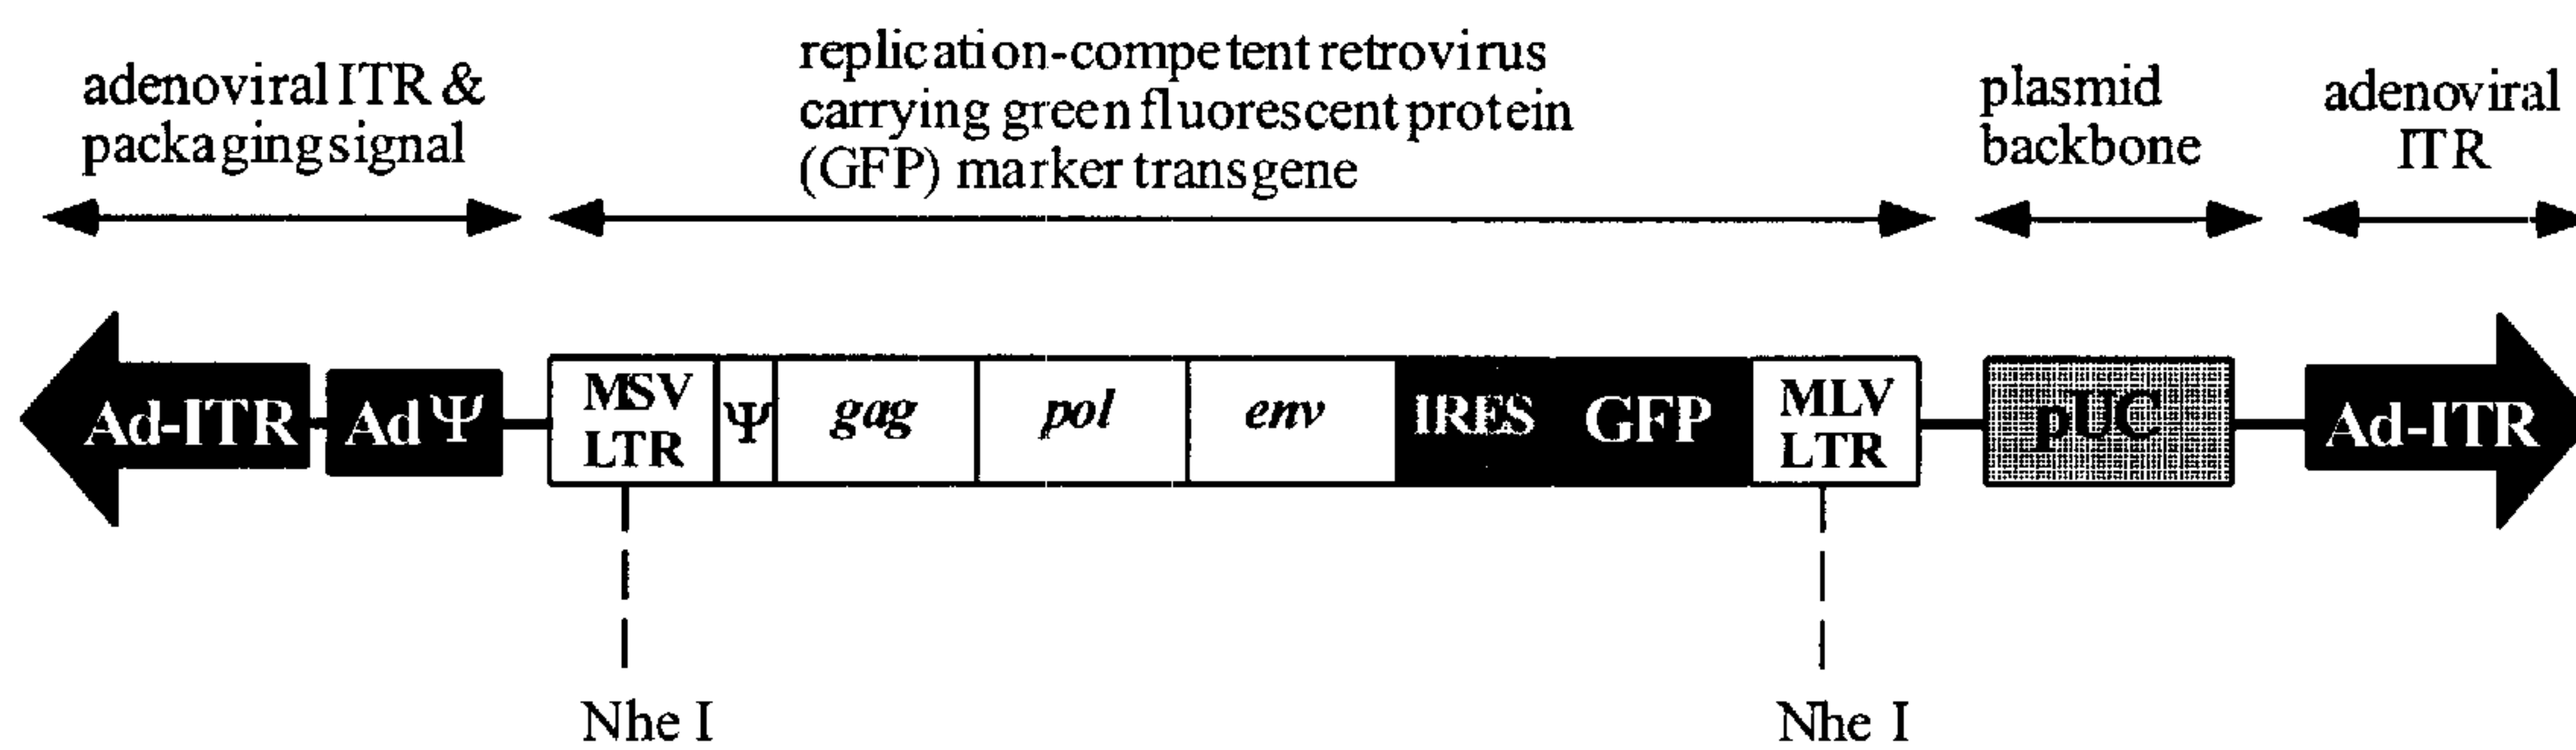 adenoviral ITR &
packaging signal
replication-competent retrovirus
carrying green fluorescent protein
(GFP) marker transgene
plasmid
backbone
adenoviral
ITR
Ad-ITR
Ad Ψ
MSV
LTR
Ψ
gag
pol
env
IRES
GFP
MLV
LTR
pUC
Ad-ITR
Nhe I
Nhe I